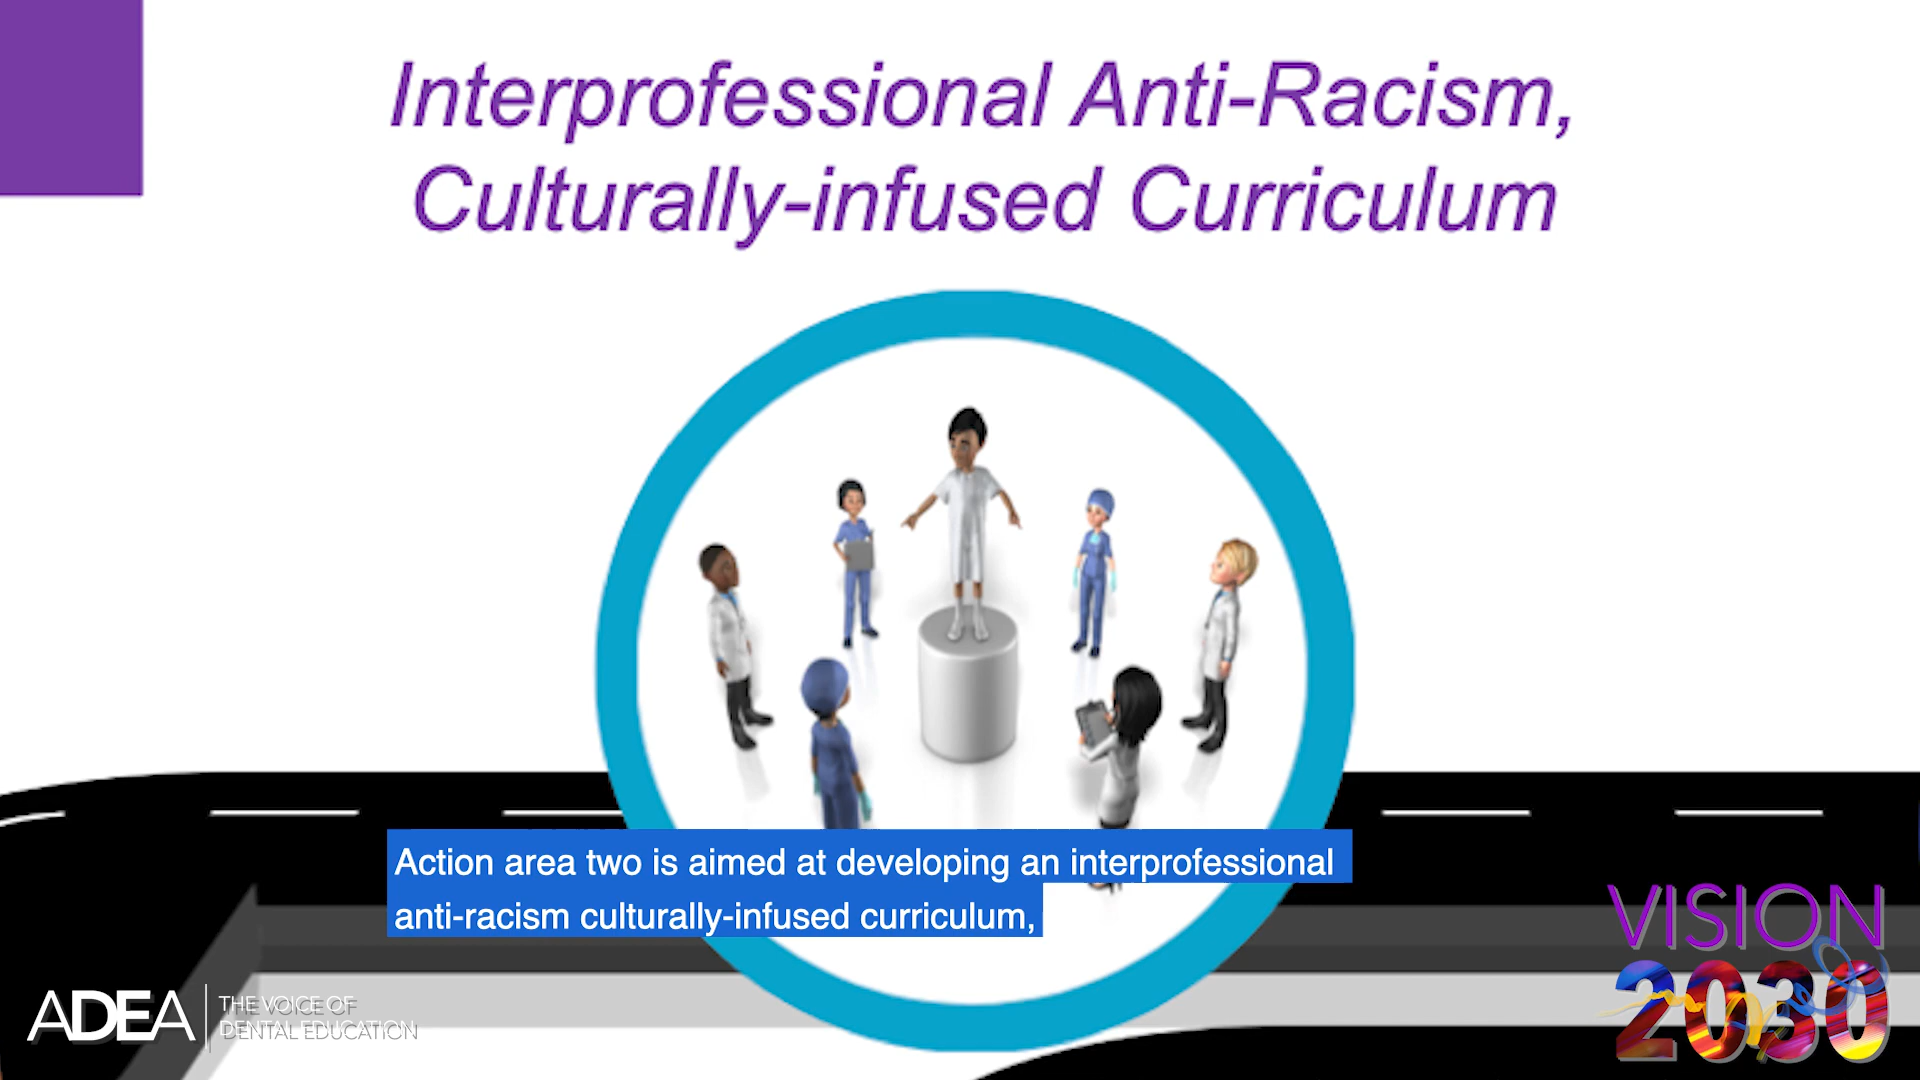 Interprofessional Anti-Racism,
Culturally-infused Curriculum
Action area two is aimed at developing an interprofessional
anti-racism culturally-infused curriculum,
ADEA
THE VOICE OF
DENTAL EDUCATION
VISION
2030